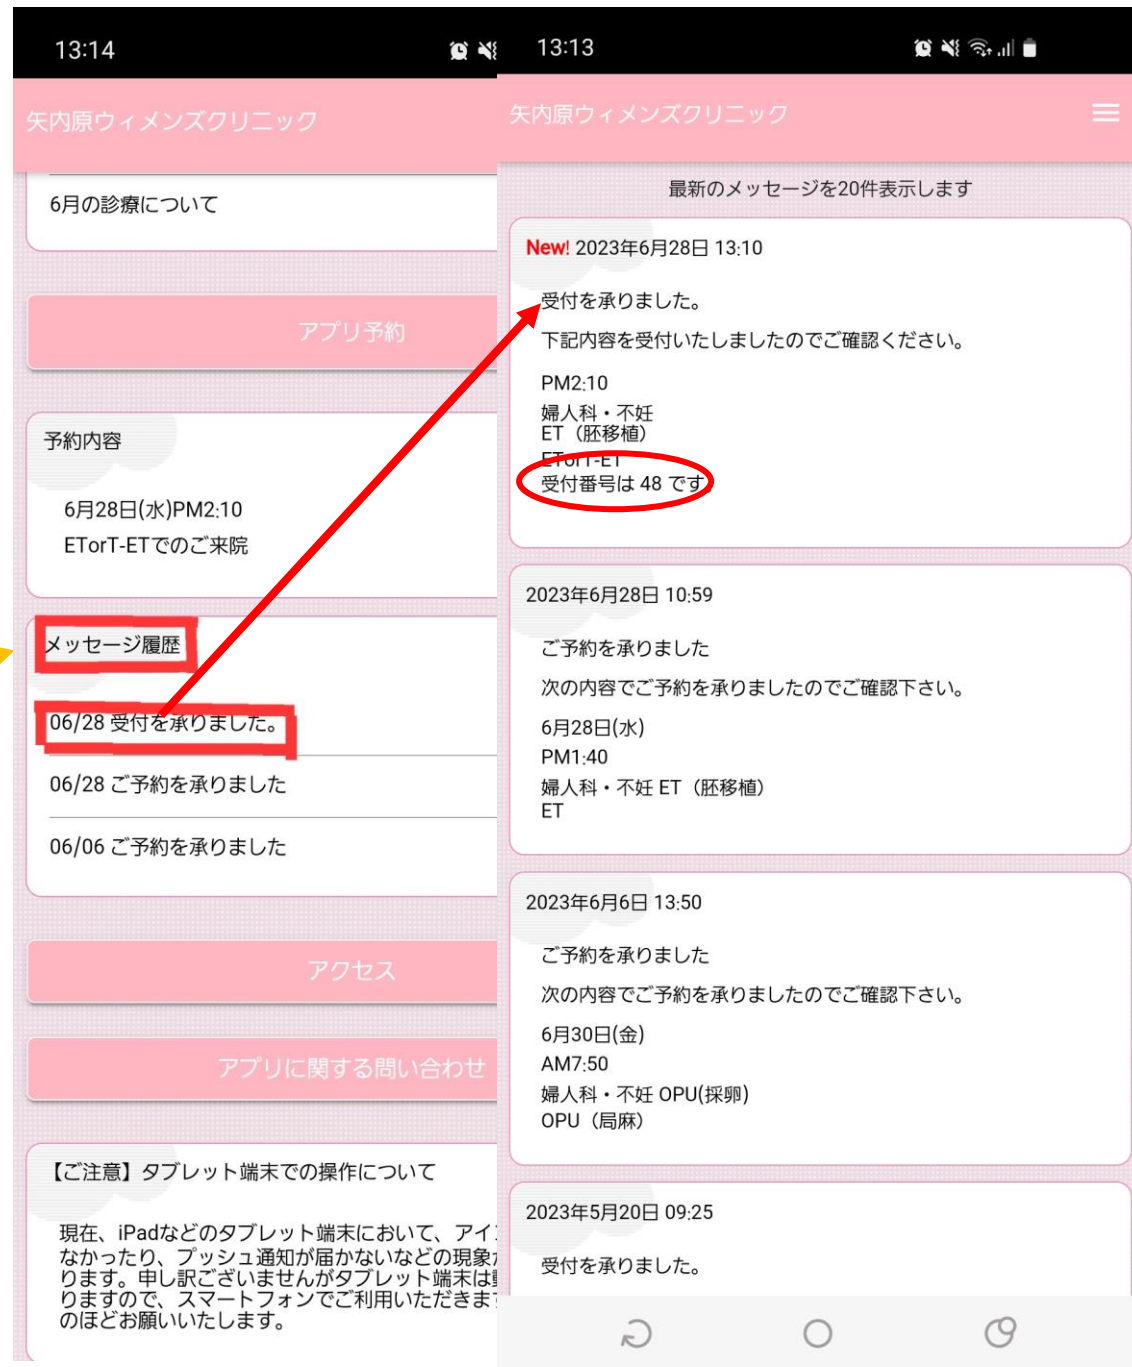 13:14
矢内原ウィメンズクリニック
6月の診療について
アプリ予約
予約内容
6月28日(水)PM2:10
ETorT-ETでのご来院
メッセージ履歴
06/28 受付を承りました。
06/28 ご予約を承りました
06/06 ご予約を承りました
アクセス
アプリに関する問い合わせ
【ご注意】タブレット端末での操作について
現在、iPadなどのタブレット端末において、アイ
なかったり、プッシュ通知が届かないなどの現象
ります。申し訳ございませんがタブレット端末は
りますので、スマートフォンでご利用いただきま
のほどお願いいたします。
13:13
矢内原ウィメンズクリニック
最新のメッセージを20件表示します
New! 2023年6月28日 13:10
受付を承りました。
下記内容を受付いたしましたのでご確認ください。
PM2:10
婦人科・不妊
ET（胚移植）
ETorT-ET
受付番号は 48 です。
2023年6月28日 10:59
ご予約を承りました
次の内容でご予約を承りましたのでご確認下さい。
6月28日(水)
PM1:40
婦人科・不妊 ET（胚移植）
ET
2023年6月6日 13:50
ご予約を承りました
次の内容でご予約を承りましたのでご確認下さい。
6月30日(金)
AM7:50
婦人科・不妊 OPU(採卵)
OPU（局麻）
2023年5月20日 09:25
受付を承りました。